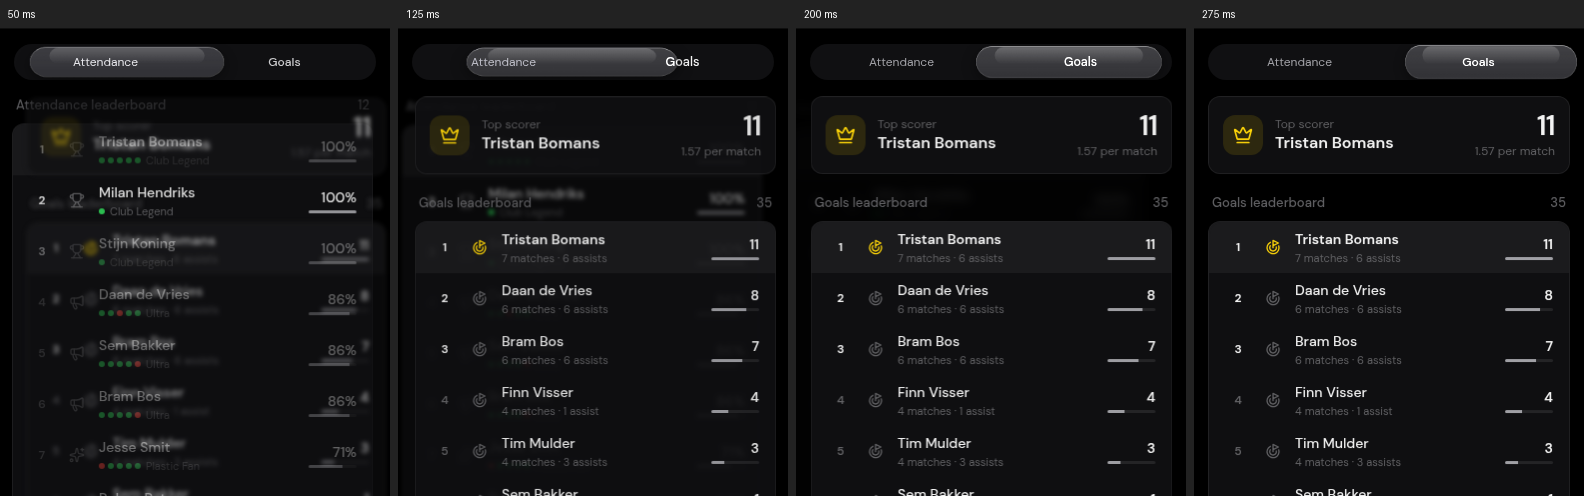 50 ms
Attendance Goals
Attendance leaderboard 12
11
1 Tristan Bomans 100%
Club Legend
2 Milan Hendriks 100%
Club Legend
3 Stijn Koning 100%
Club Legend
4 Daan de Vries 86%
Ultra
5 Sem Bakker 86%
Ultra
6 Bram Bos 86%
Ultra
7 Jesse Smit 71%
Plastic Fan
125 ms
Attendance Goals
Top scorer 11
Tristan Bomans 1.57 per match
Milan Hendriks 100%
Club Legend
Goals leaderboard 35
1 Tristan Bomans 11
7 matches · 6 assists
2 Daan de Vries 8
6 matches · 6 assists
3 Bram Bos 7
6 matches · 6 assists
4 Finn Visser 4
4 matches · 1 assist
5 Tim Mulder 3
4 matches · 3 assists
Sem Bakker
200 ms
Attendance Goals
Top scorer 11
Tristan Bomans 1.57 per match
Goals leaderboard 35
1 Tristan Bomans 11
7 matches · 6 assists
2 Daan de Vries 8
6 matches · 6 assists
3 Bram Bos 7
6 matches · 6 assists
4 Finn Visser 4
4 matches · 1 assist
5 Tim Mulder 3
4 matches · 3 assists
Sem Bakker
275 ms
Attendance Goals
Top scorer 11
Tristan Bomans 1.57 per match
Goals leaderboard 35
1 Tristan Bomans 11
7 matches · 6 assists
2 Daan de Vries 8
6 matches · 6 assists
3 Bram Bos 7
6 matches · 6 assists
4 Finn Visser 4
4 matches · 1 assist
5 Tim Mulder 3
4 matches · 3 assists
Sem Bakker